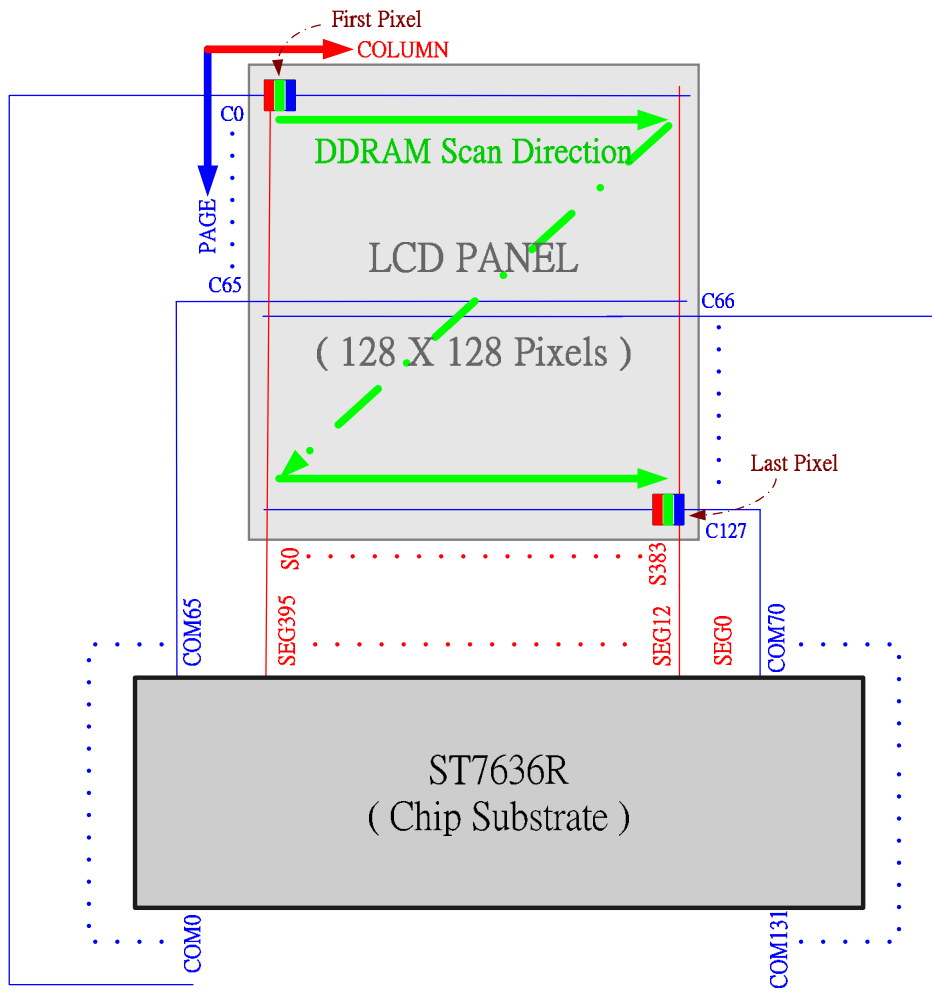 First Pixel
COLUMN
C0
DDRAM Scan Direction
PAGE
LCD PANEL
C65
C66
( 128 X 128 Pixels )
Last Pixel
C127
S0
S383
COM65
SEG395
SEG12
SEG0
COM70
ST7636R
( Chip Substrate )
COM0
COM131